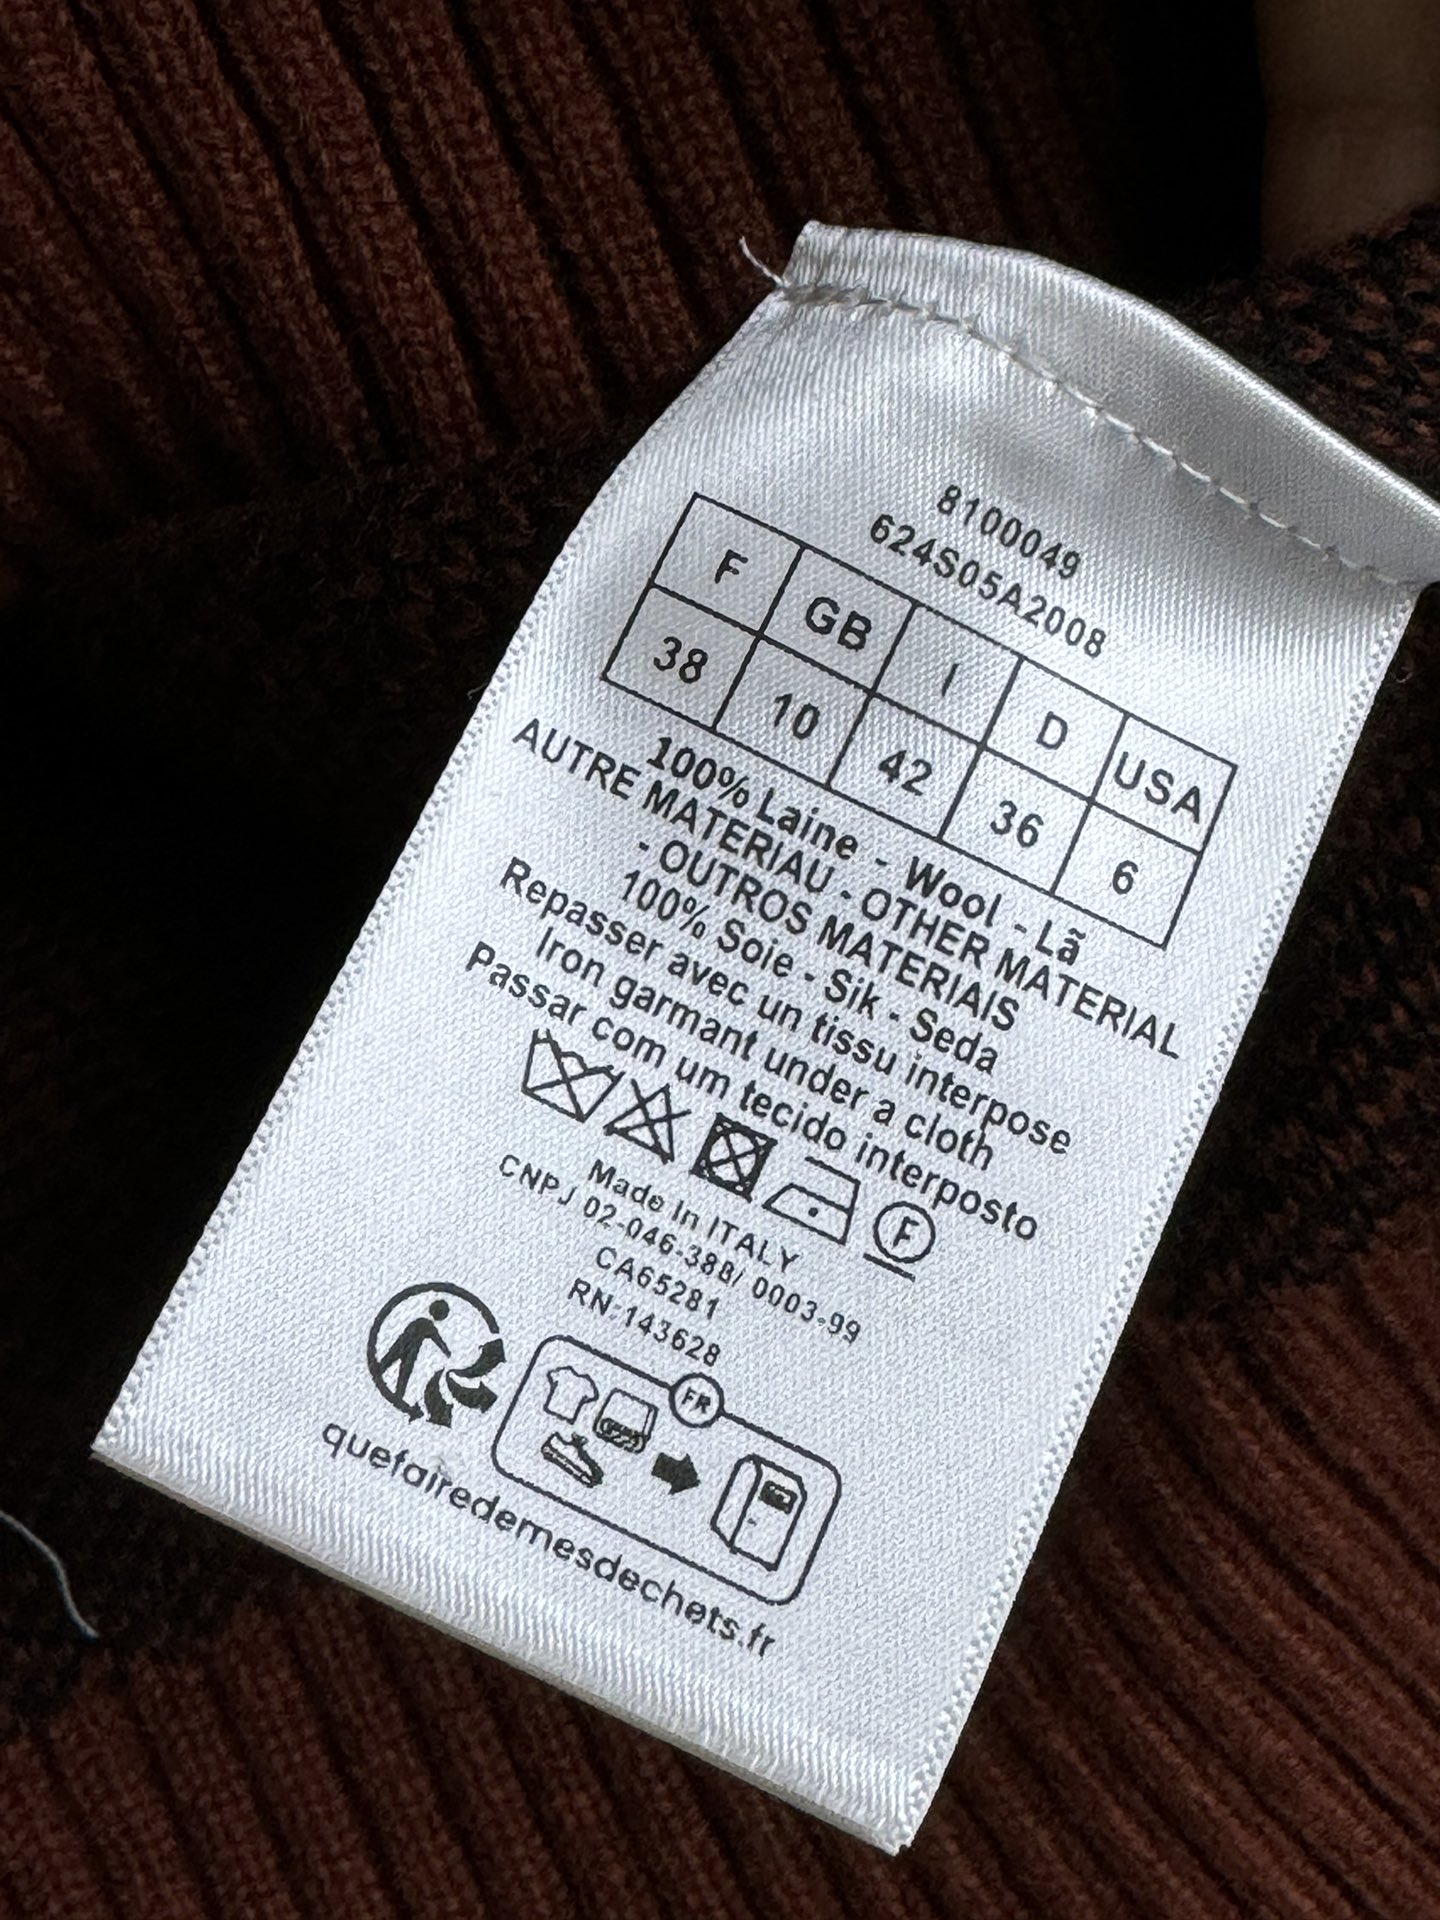 8100049
624S05A2008
F GB I D USA
38 10 42 36 6
100% Laine - Wool - Lã
AUTRE MATERIAU - OTHER MATERIAL
- OUTROS MATERIAIS
100% Soie - Sik - Seda
Repasser avec un tissu interpose
Iron garmant under a cloth
Passar com um tecido interposto
F
Made in ITALY
CNPJ 02-046-388/ 0003-99
CA65281
RN-143628
FR
quefairedemesdechets.fr